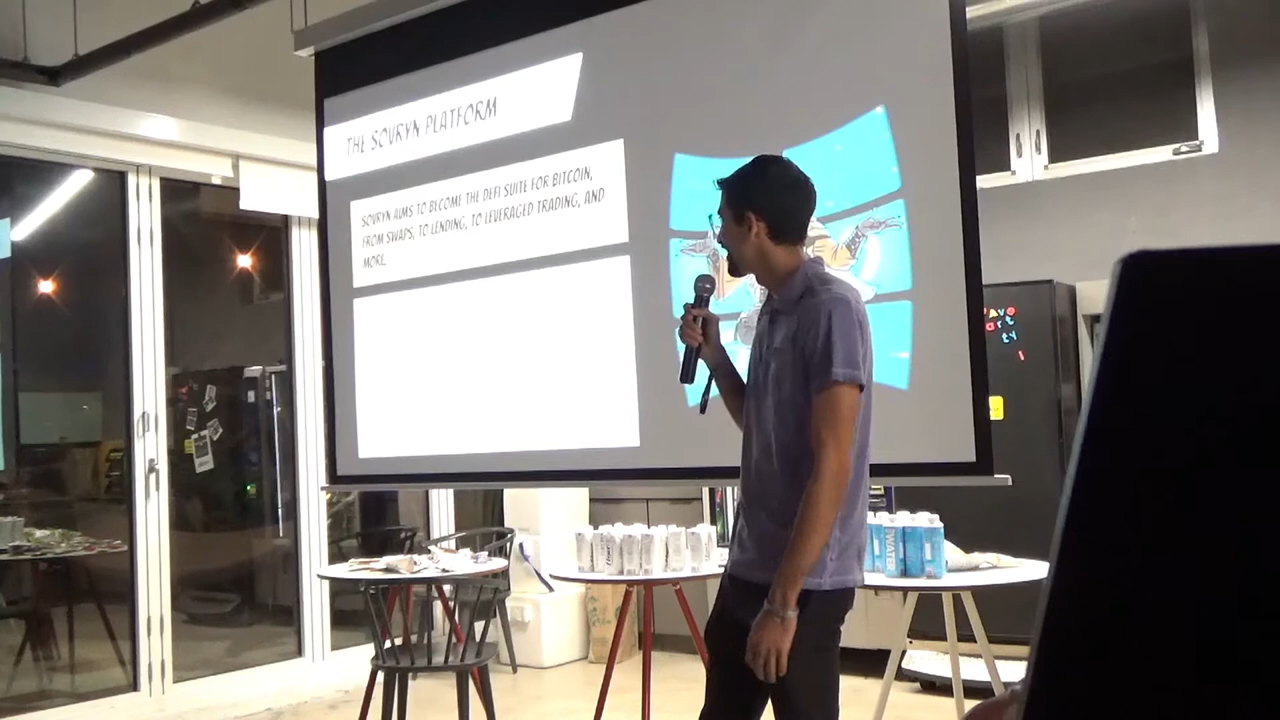 THE SOVRYN PLATFORM
SOVRYN AIMS TO BECOME THE DEFI SUITE FOR BITCOIN,
FROM SWAPS, TO LENDING, TO LEVERAGED TRADING, AND
MORE.
WATER